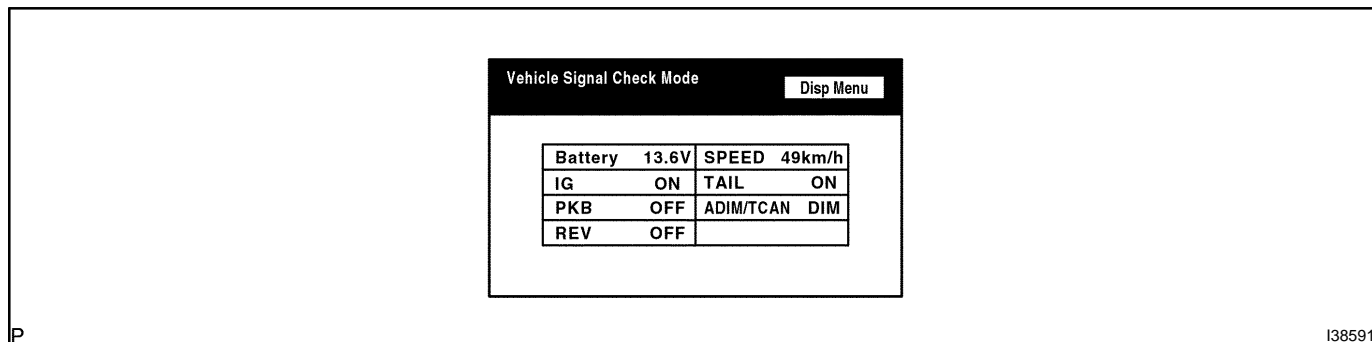 Vehicle Signal Check Mode
Disp Menu
Battery 13.6V SPEED 49km/h
IG ON TAIL ON
PKB OFF ADIM/TCAN DIM
REV OFF
P
I38591